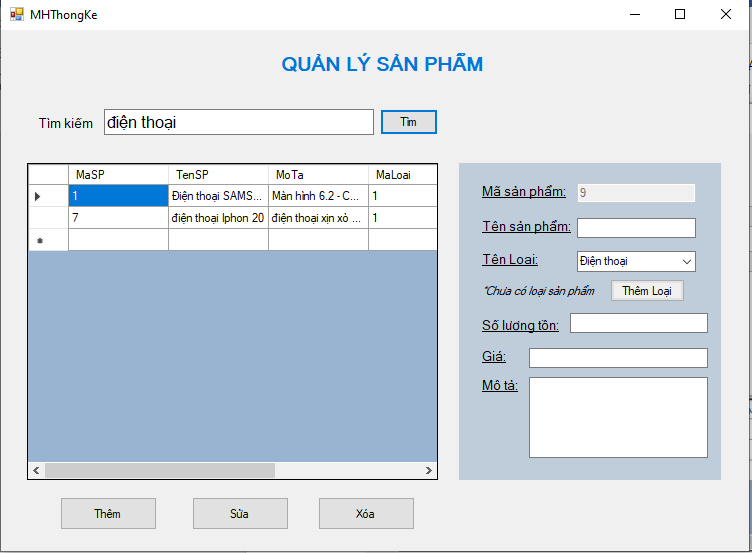 MHThongKe
QUẢN LÝ SẢN PHẨM
Tìm kiếm điện thoại Tìm
MaSP TenSP MoTa MaLoai
1 Điện thoại SAMS... Màn hình 6.2 - C... 1
7 điện thoại Iphon 20 điện thoại xịn xò ... 1
Mã sản phẩm: 9
Tên sản phẩm:
Tên Loai: Điện thoại
*Chưa có loại sản phẩm Thêm Loại
Số lượng tồn:
Giá:
Mô tả:
Thêm Sửa Xóa